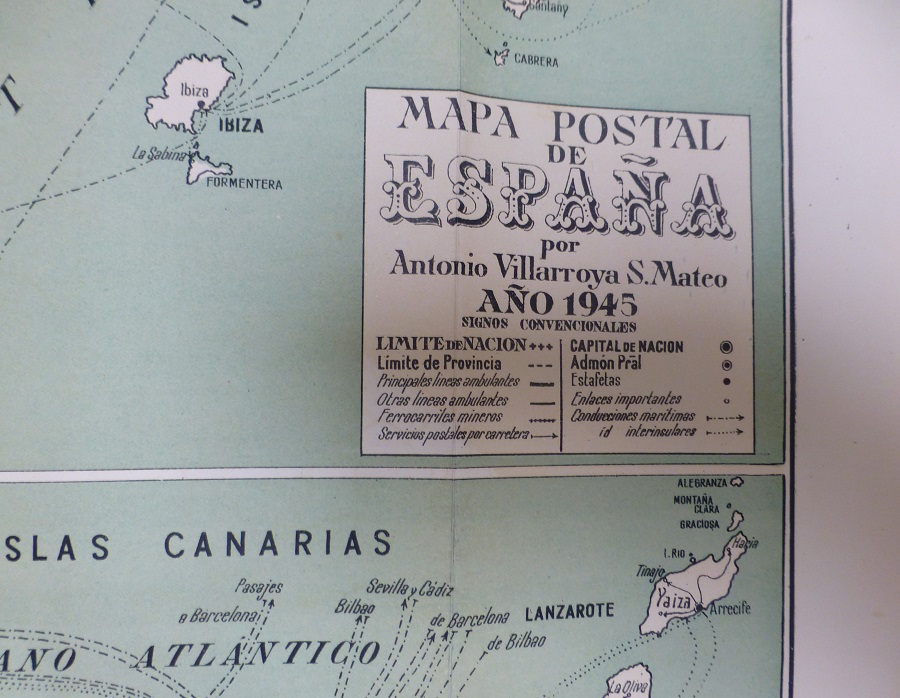 Santany
CABRERA
Ibiza
IBIZA
La Sabina
FORMENTERA
MAPA POSTAL
DE
ESPAÑA
por
Antonio Villarroya S. Mateo
AÑO 1945
SIGNOS CONVENCIONALES
LIMITE DE NACION +++
Límite de Provincia ---
Principales líneas ambulantes
Otras líneas ambulantes
Ferrocarriles mineros
Servicios postales por carretera
CAPITAL DE NACION
Admón Prâl
Estafetas
Enlaces importantes
Conducciones marítimas
id interinsulares
SLAS CANARIAS
ALEGRANZA
MONTAÑA
CLARA
GRACIOSA
I. RIO
Haria
Tinajo
Yaiza
Arrecife
LANZAROTE
Pasajes
a Barcelona
Sevilla y Cádiz
Bilbao
de Barcelona
de Bilbao
ANO ATLANTICO
La Oliva